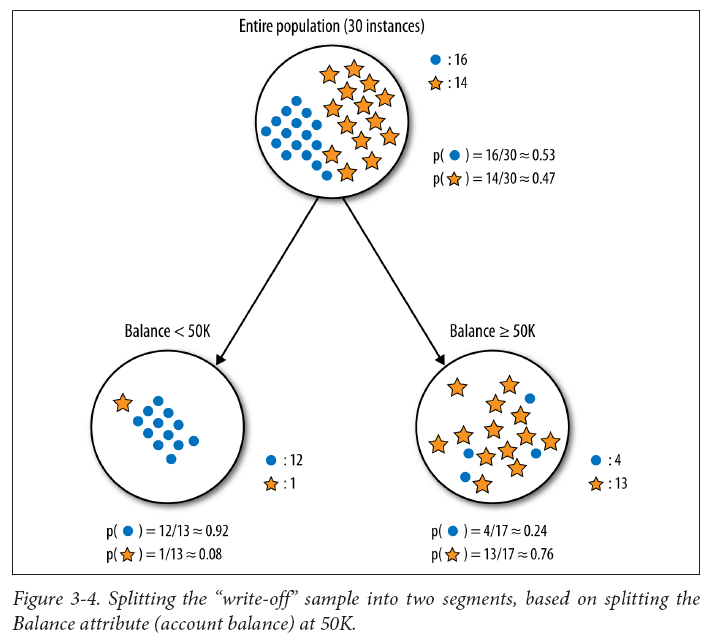 Entire population (30 instances)
: 16
: 14
p( ) = 16/30 ≈ 0.53
p( ) = 14/30 ≈ 0.47
Balance < 50K
Balance ≥ 50K
: 12
: 1
: 4
: 13
p( ) = 12/13 ≈ 0.92
p( ) = 1/13 ≈ 0.08
p( ) = 4/17 ≈ 0.24
p( ) = 13/17 ≈ 0.76
Figure 3-4. Splitting the “write-off” sample into two segments, based on splitting the
Balance attribute (account balance) at 50K.